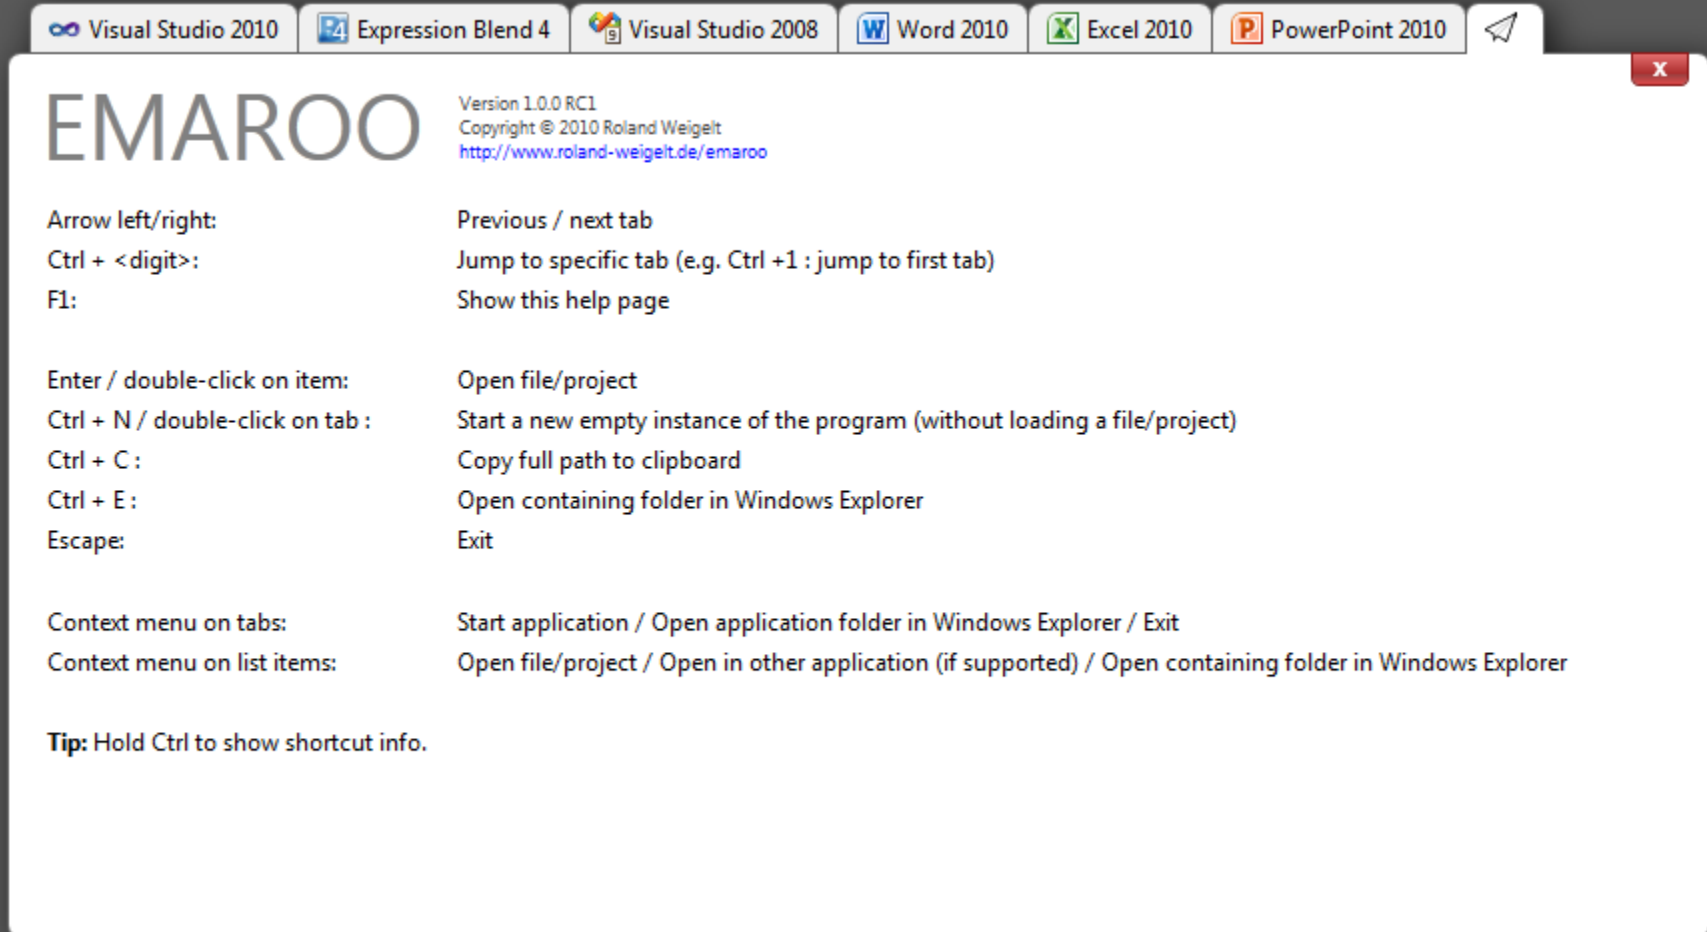 Visual Studio 2010 Expression Blend 4 Visual Studio 2008 Word 2010 Excel 2010 PowerPoint 2010
x
EMAROO
Version 1.0.0 RC1
Copyright © 2010 Roland Weigelt
http://www.roland-weigelt.de/emaroo
Arrow left/right: Previous / next tab
Ctrl + <digit>: Jump to specific tab (e.g. Ctrl +1 : jump to first tab)
F1: Show this help page
Enter / double-click on item: Open file/project
Ctrl + N / double-click on tab : Start a new empty instance of the program (without loading a file/project)
Ctrl + C : Copy full path to clipboard
Ctrl + E : Open containing folder in Windows Explorer
Escape: Exit
Context menu on tabs: Start application / Open application folder in Windows Explorer / Exit
Context menu on list items: Open file/project / Open in other application (if supported) / Open containing folder in Windows Explorer
Tip: Hold Ctrl to show shortcut info.